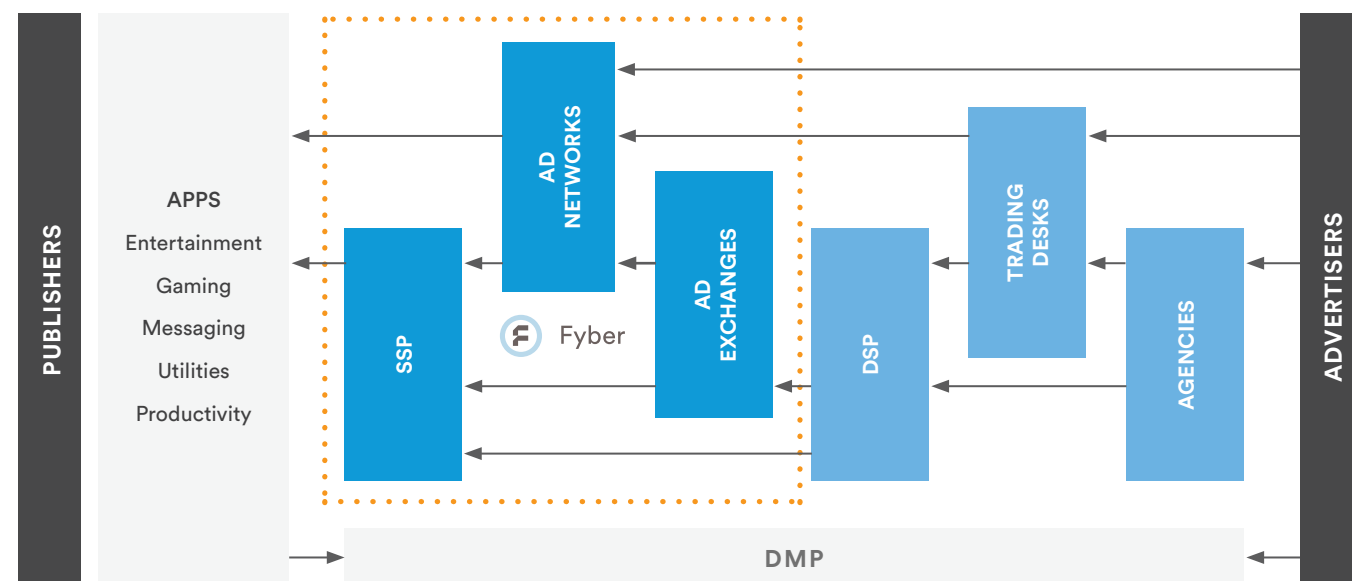 PUBLISHERS
APPS
Entertainment
Gaming
Messaging
Utilities
Productivity
SSP
AD
NETWORKS
Fyber
AD
EXCHANGES
DSP
TRADING
DESKS
AGENCIES
ADVERTISERS
DMP